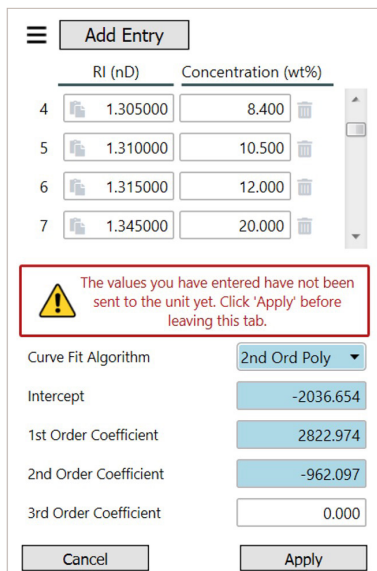 Add Entry
RI (nD) Concentration (wt%)
4 1.305000 8.400
5 1.310000 10.500
6 1.315000 12.000
7 1.345000 20.000
The values you have entered have not been
sent to the unit yet. Click 'Apply' before
leaving this tab.
Curve Fit Algorithm 2nd Ord Poly
Intercept -2036.654
1st Order Coefficient 2822.974
2nd Order Coefficient -962.097
3rd Order Coefficient 0.000
Cancel Apply